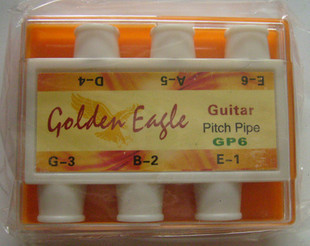 D-4 A-5 E-6
Golden Eagle
Guitar
Pitch Pipe
GP6
G-3 B-2 E-1